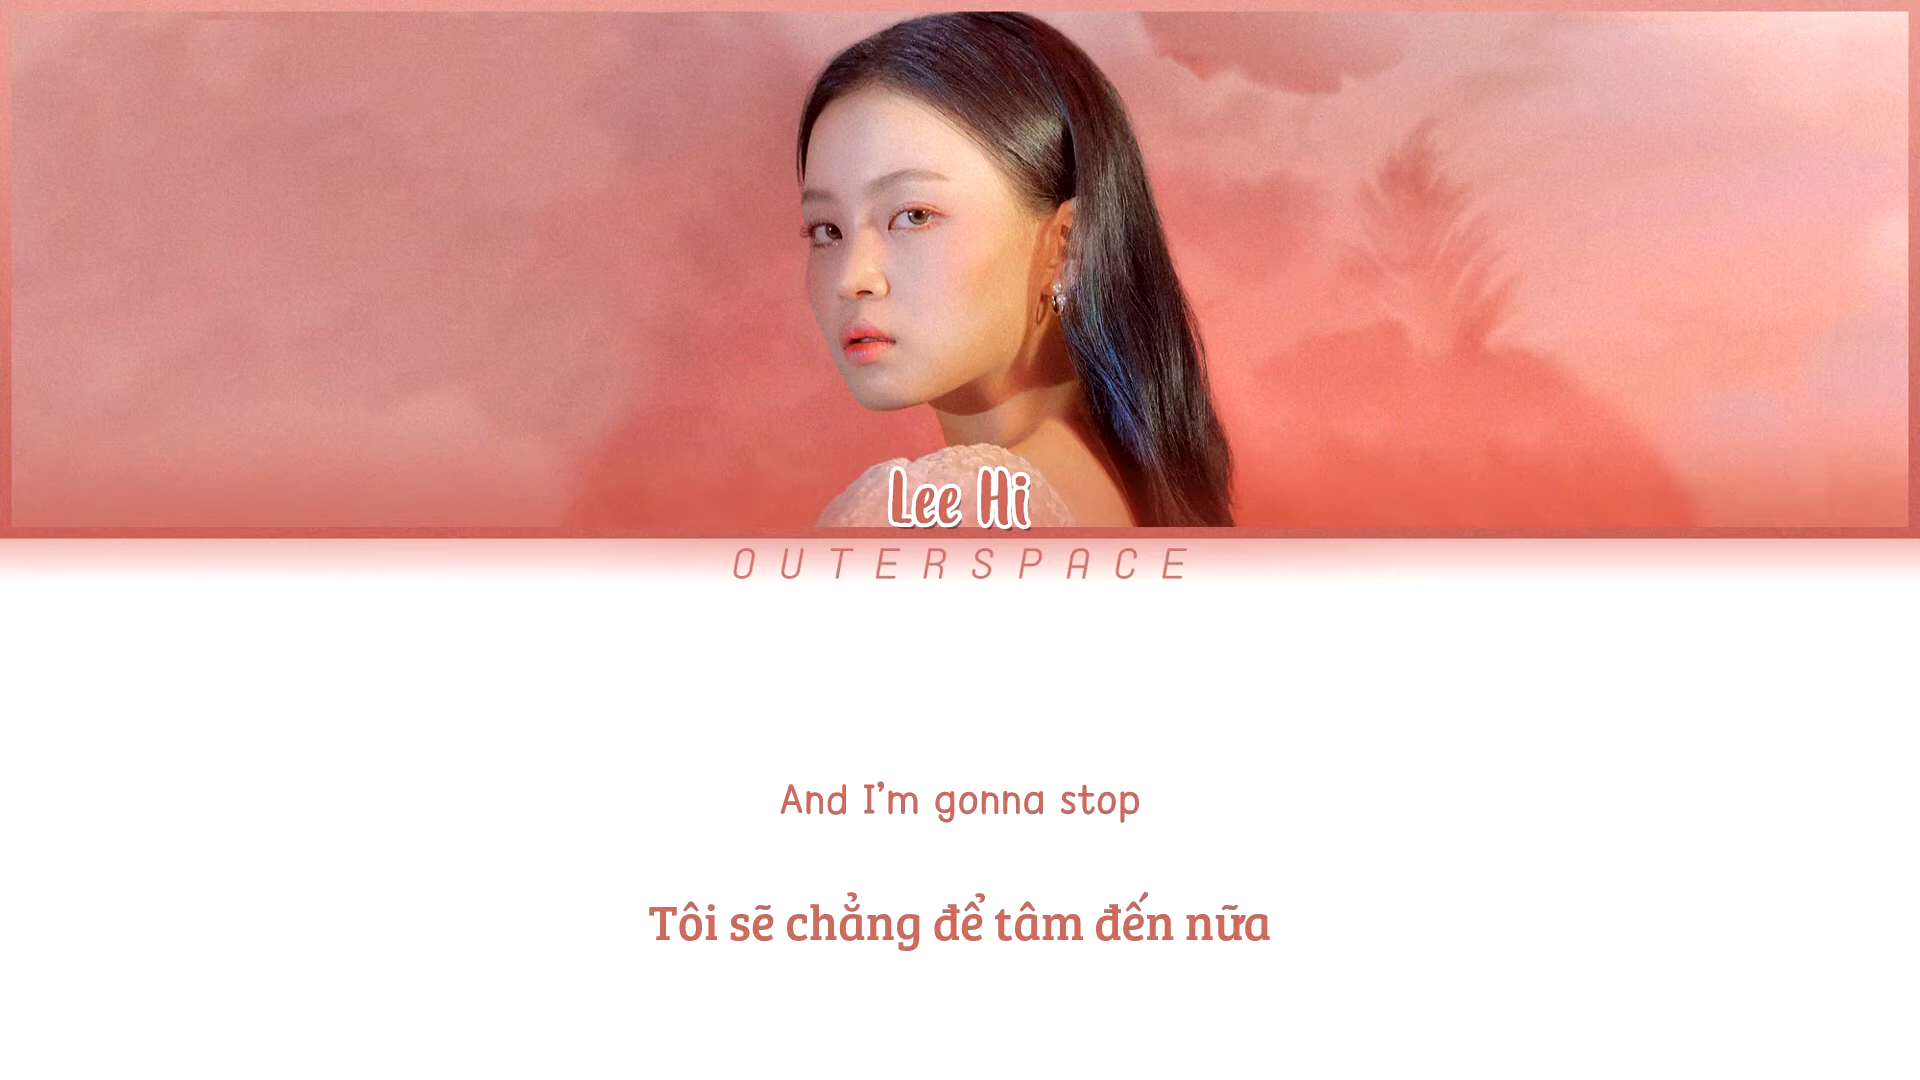 Lee Hi
OUTERSPACE
And I'm gonna stop
Tôi sẽ chẳng để tâm đến nữa